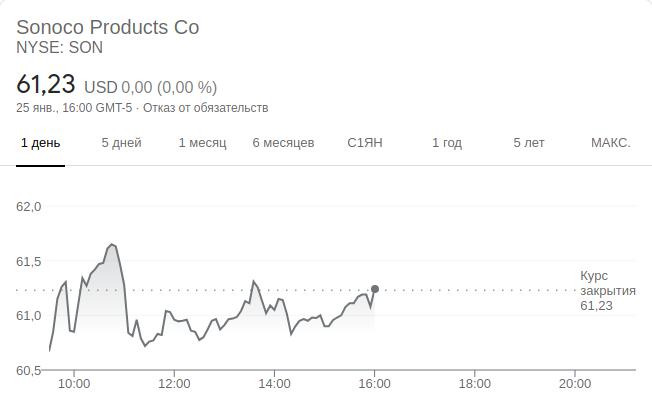 Sonoco Products Co
NYSE: SON
61,23 USD 0,00 (0,00 %)
25 янв., 16:00 GMT-5 · Отказ от обязательств
1 день 5 дней 1 месяц 6 месяцев С1ЯН 1 год 5 лет МАКС.
62,0
61,5
Курс
закрытия
61,23
61,0
60,5
10:00 12:00 14:00 16:00 18:00 20:00